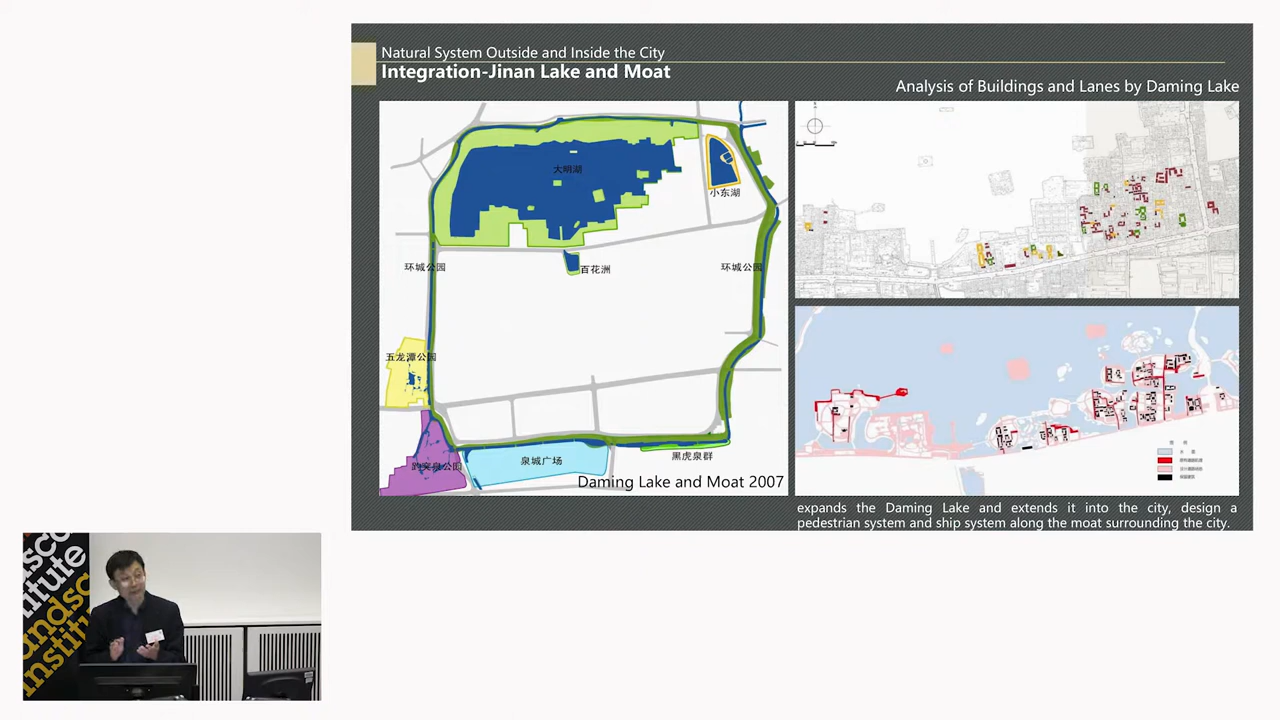 Natural System Outside and Inside the City
Integration-Jinan Lake and Moat
Analysis of Buildings and Lanes by Daming Lake
大明湖
小东湖
环城公园
百花洲
环城公园
五龙潭公园
趵突泉公园
泉城广场
黑虎泉群
Daming Lake and Moat 2007
expands the Daming Lake and extends it into the city, design a
pedestrian system and ship system along the moat surrounding the city.